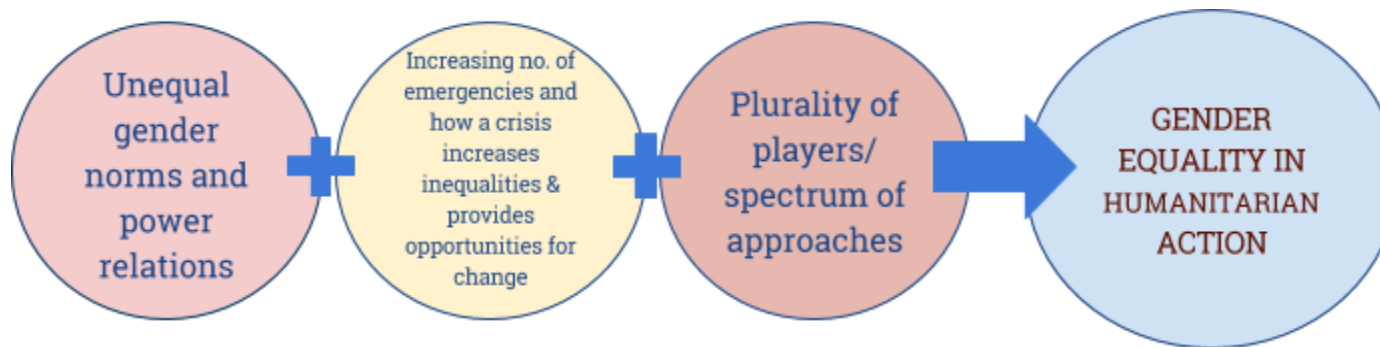 Unequal
gender
norms and
power
relations
Increasing no. of
emergencies and
how a crisis
increases
inequalities &
provides
opportunities for
change
Plurality of
players/
spectrum of
approaches
GENDER
EQUALITY IN
HUMANITARIAN
ACTION